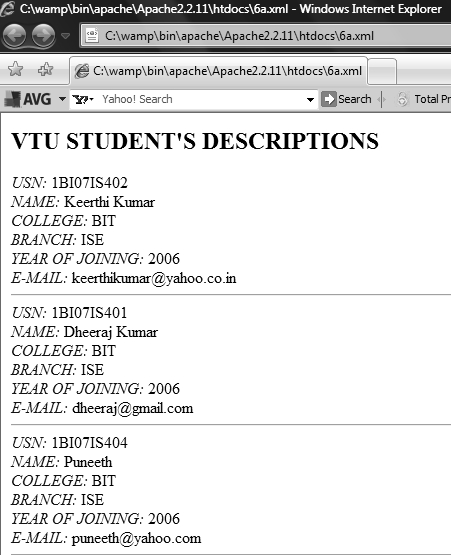 C:\wamp\bin\apache\Apache2.2.11\htdocs\6a.xml - Windows Internet Explorer
C:\wamp\bin\apache\Apache2.2.11\htdocs\6a.xml
C:\wamp\bin\apache\Apache2.2.11\htdocs\6a.xml
AVG Y! Yahoo! Search Search Total Pr
VTU STUDENT'S DESCRIPTIONS
USN: 1BI07IS402
NAME: Keerthi Kumar
COLLEGE: BIT
BRANCH: ISE
YEAR OF JOINING: 2006
E-MAIL: keerthikumar@yahoo.co.in
USN: 1BI07IS401
NAME: Dheeraj Kumar
COLLEGE: BIT
BRANCH: ISE
YEAR OF JOINING: 2006
E-MAIL: dheeraj@gmail.com
USN: 1BI07IS404
NAME: Puneeth
COLLEGE: BIT
BRANCH: ISE
YEAR OF JOINING: 2006
E-MAIL: puneeth@yahoo.com